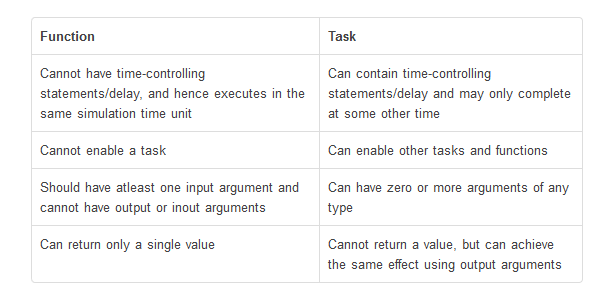 Function
Task
Cannot have time-controlling
statements/delay, and hence executes in the
same simulation time unit
Can contain time-controlling
statements/delay and may only complete
at some other time
Cannot enable a task
Can enable other tasks and functions
Should have atleast one input argument and
cannot have output or inout arguments
Can have zero or more arguments of any
type
Can return only a single value
Cannot return a value, but can achieve
the same effect using output arguments